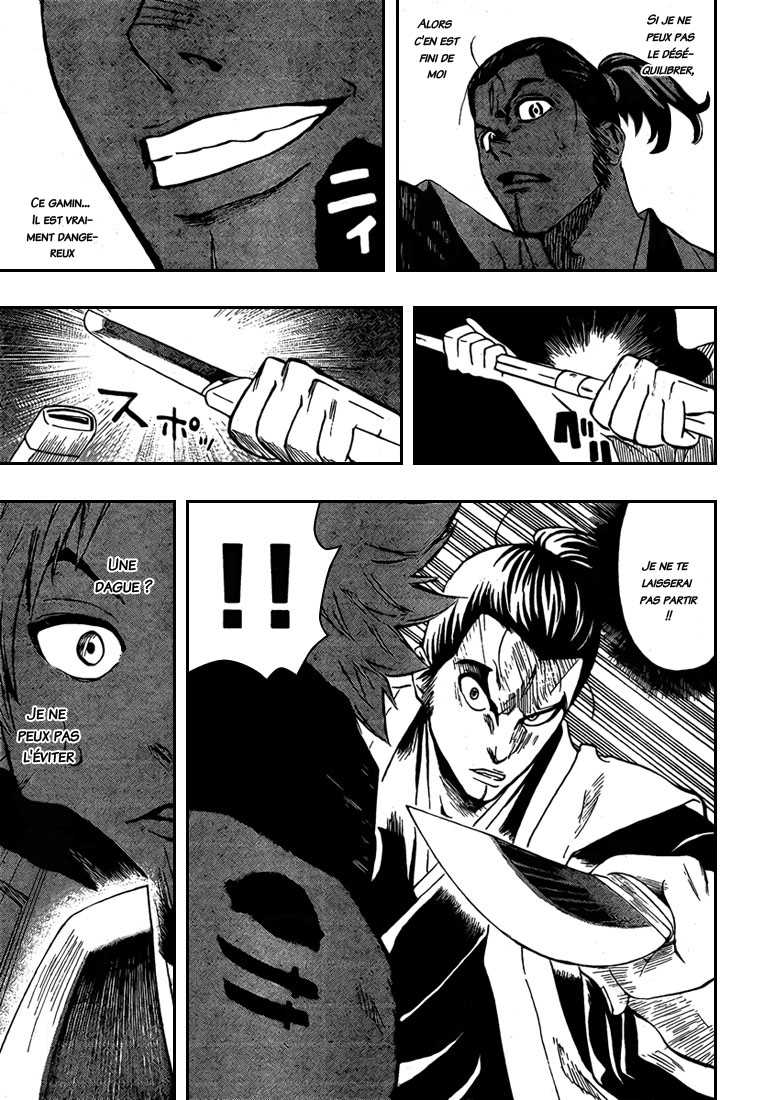 SI JE NE
PEUX PAS
LE DÉSÉ-
QUILIBRER,
ALORS
C'EN EST
FINI DE
MOI
CE GAMIN...
IL EST VRAI-
MENT DANGE-
REUX
ニィ
グッ
スポッ
JE NE TE
LAISSERAI
PAS PARTIR
!!
!!
UNE
DAGUE ?
JE NE
PEUX PAS
L'ÉVITER